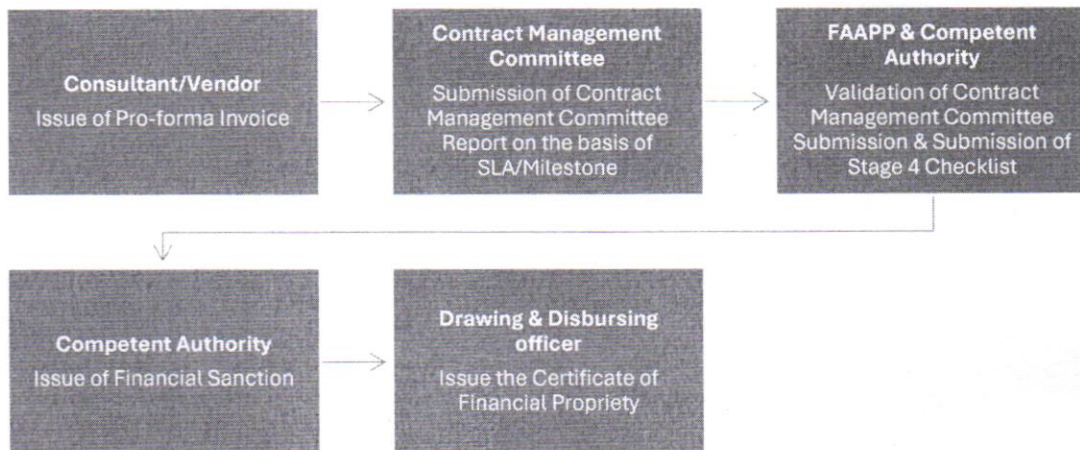 Consultant/Vendor
Issue of Pro-forma Invoice
Contract Management
Committee
Submission of Contract
Management Committee
Report on the basis of
SLA/Milestone
FAAPP & Competent
Authority
Validation of Contract
Management Committee
Submission & Submission of
Stage 4 Checklist
Competent Authority
Issue of Financial Sanction
Drawing & Disbursing
officer
Issue the Certificate of
Financial Propriety